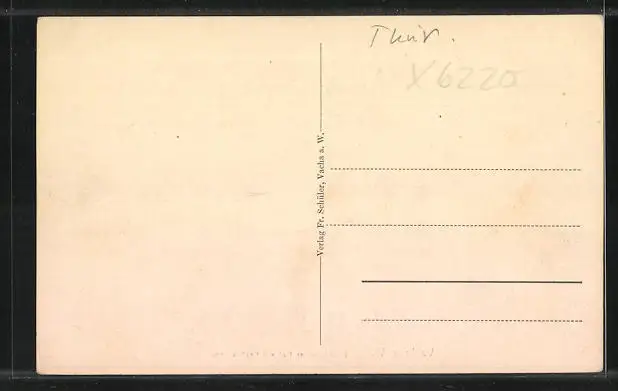 Thür.
X6220
Verlag Fr. Schüler, Vacha a. W.